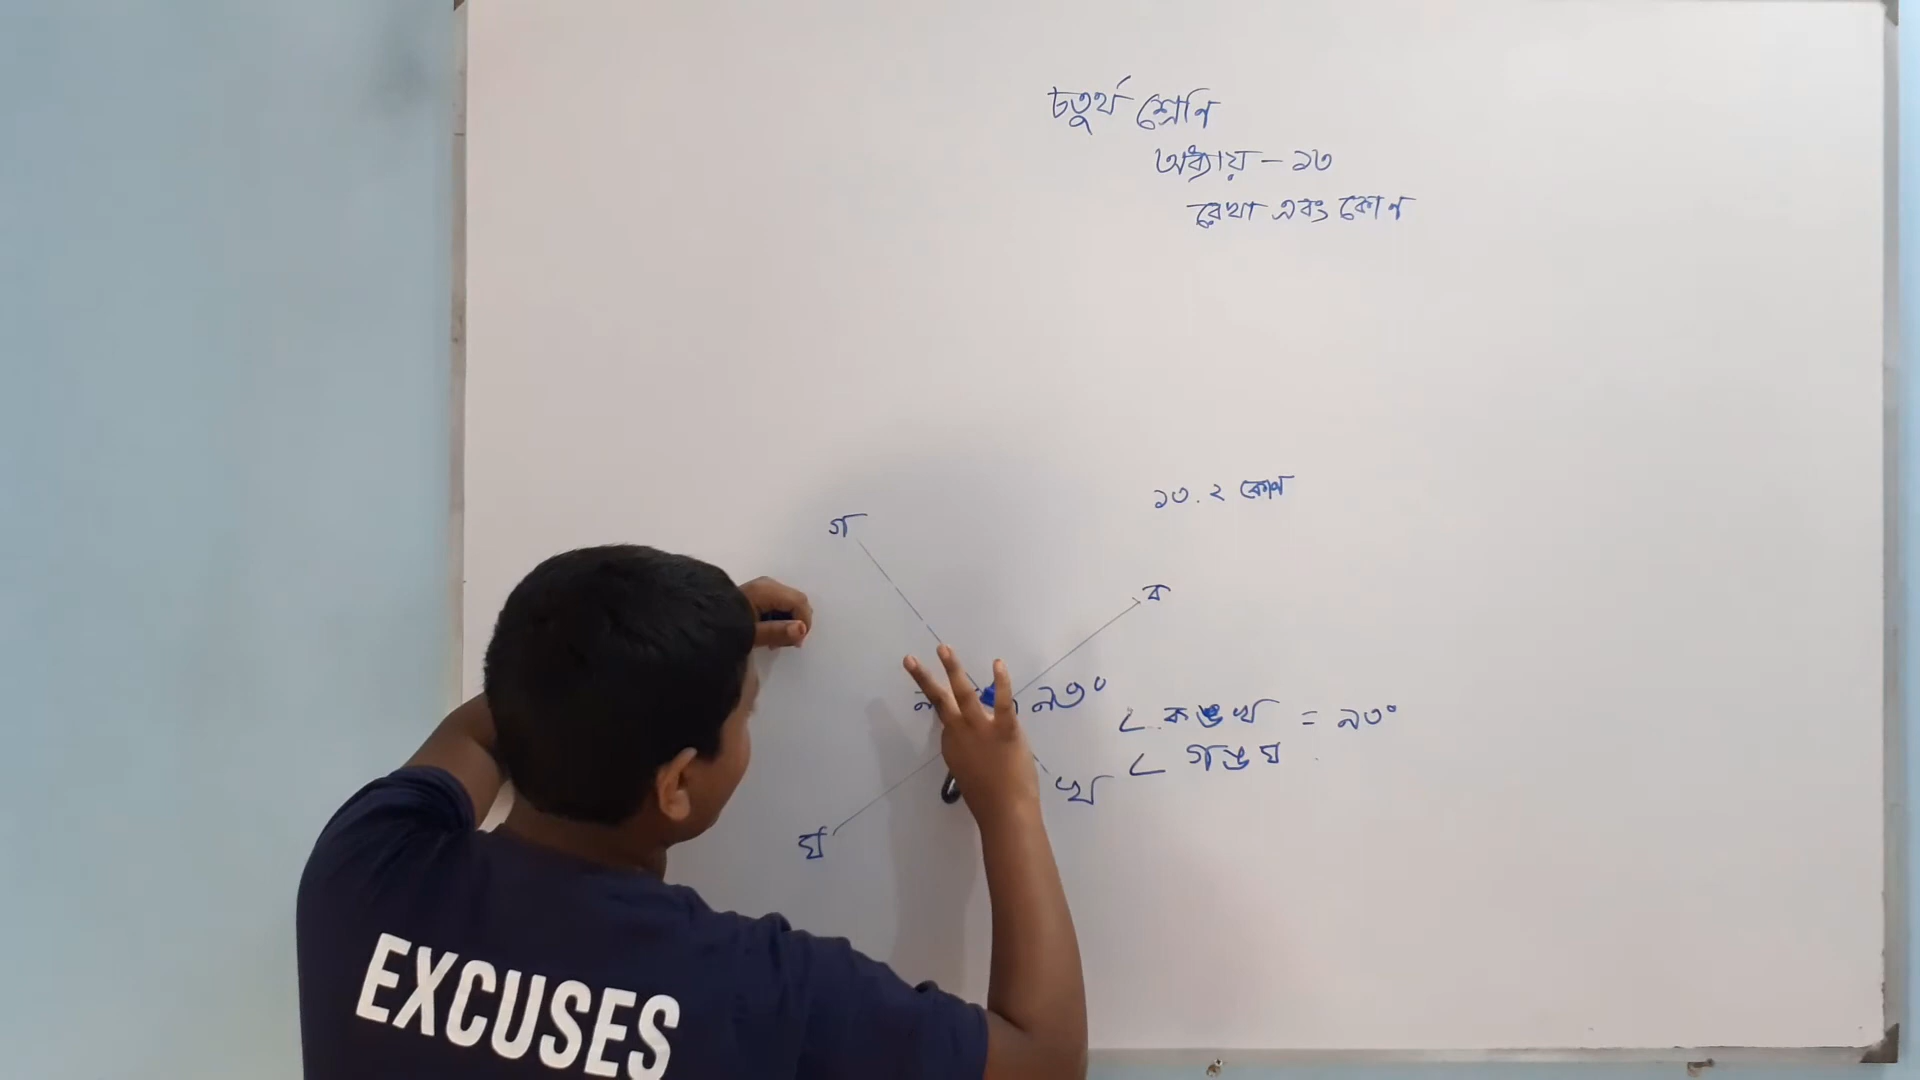 চতুর্থ শ্রেণি
অধ্যায় - ১৩
রেখা এবং কোণ
১৩.২ কোণ
গ
ক
৯৩°
∠ কঙখ = ৯৩°
∠ গঙঘ
খ
ঘ
EXCUSES